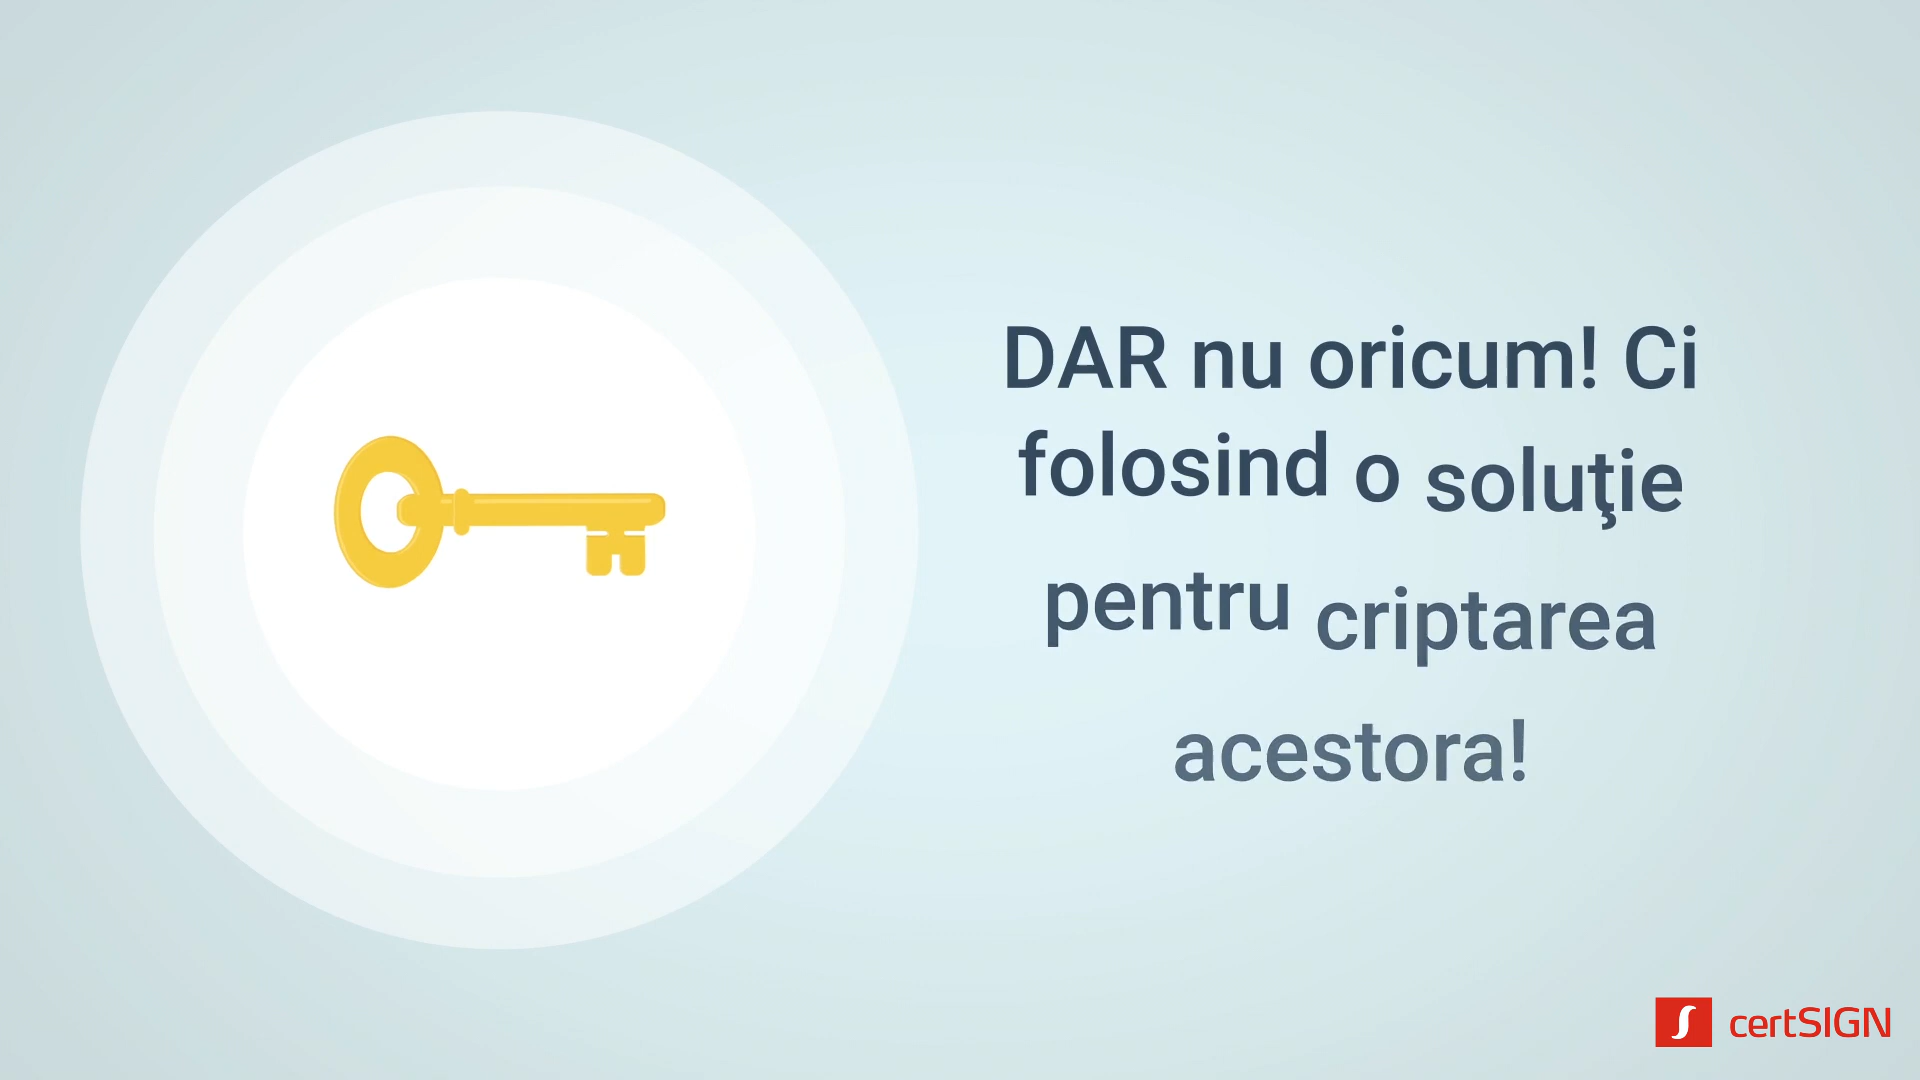 DAR nu oricum! Ci
folosind o soluţie
pentru criptarea
acestora!
certSIGN